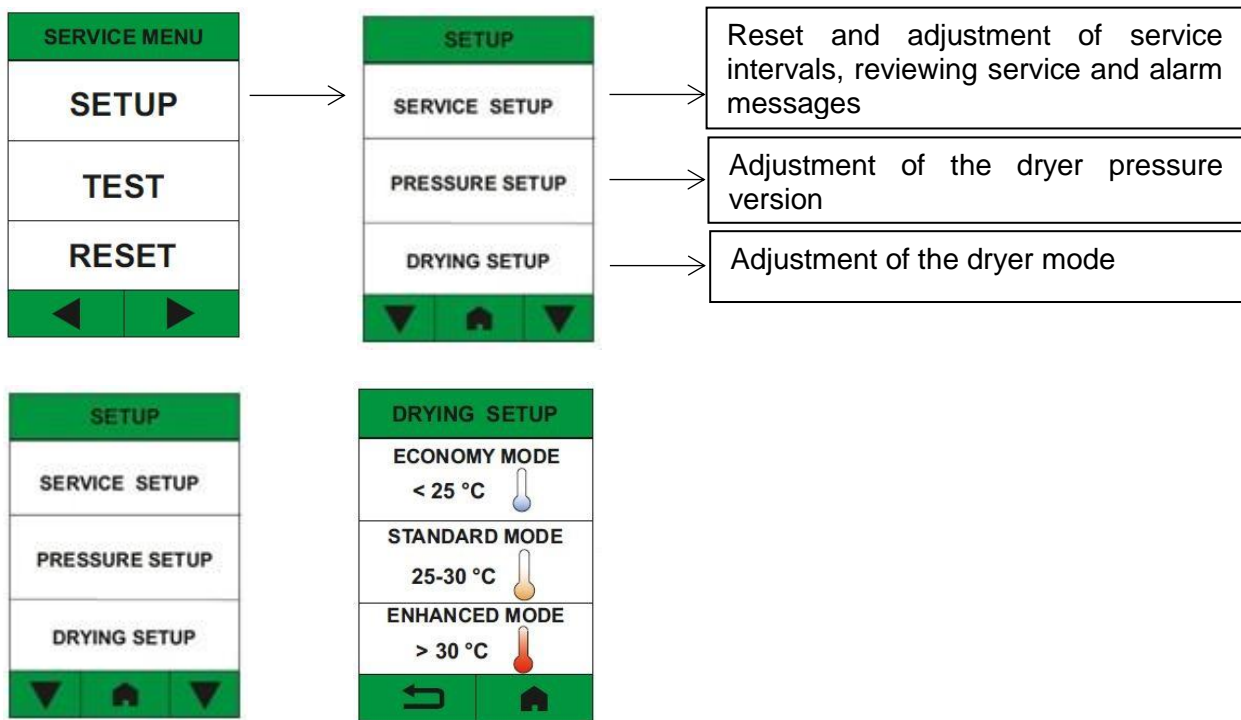 SERVICE MENU
SETUP
TEST
RESET
SETUP
SERVICE SETUP
PRESSURE SETUP
DRYING SETUP
Reset and adjustment of service
intervals, reviewing service and alarm
messages
Adjustment of the dryer pressure
version
Adjustment of the dryer mode
SETUP
SERVICE SETUP
PRESSURE SETUP
DRYING SETUP
DRYING SETUP
ECONOMY MODE
< 25 °C
STANDARD MODE
25-30 °C
ENHANCED MODE
> 30 °C